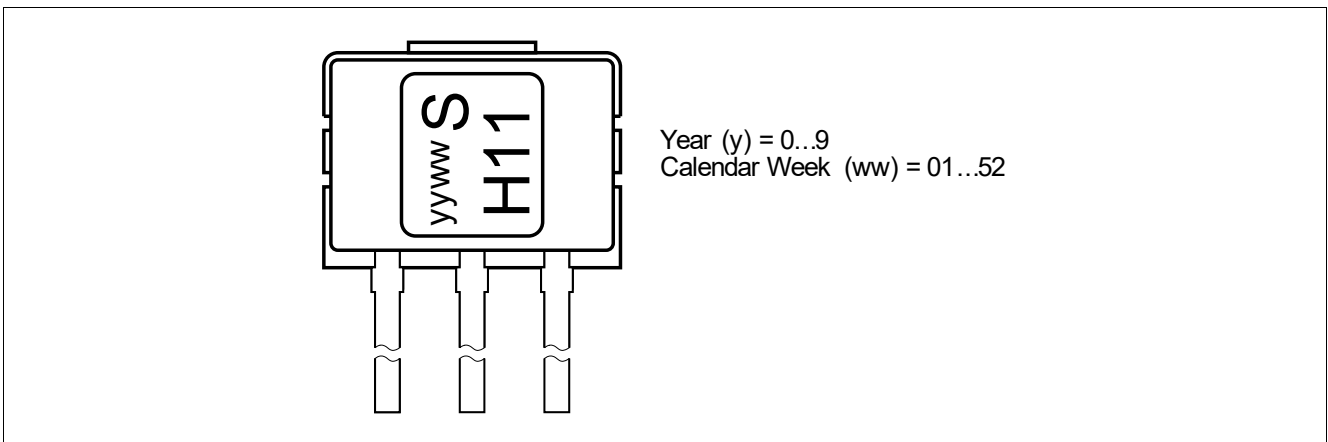 yyww S
H11
Year (y) = 0...9
Calendar Week (ww) = 01...52